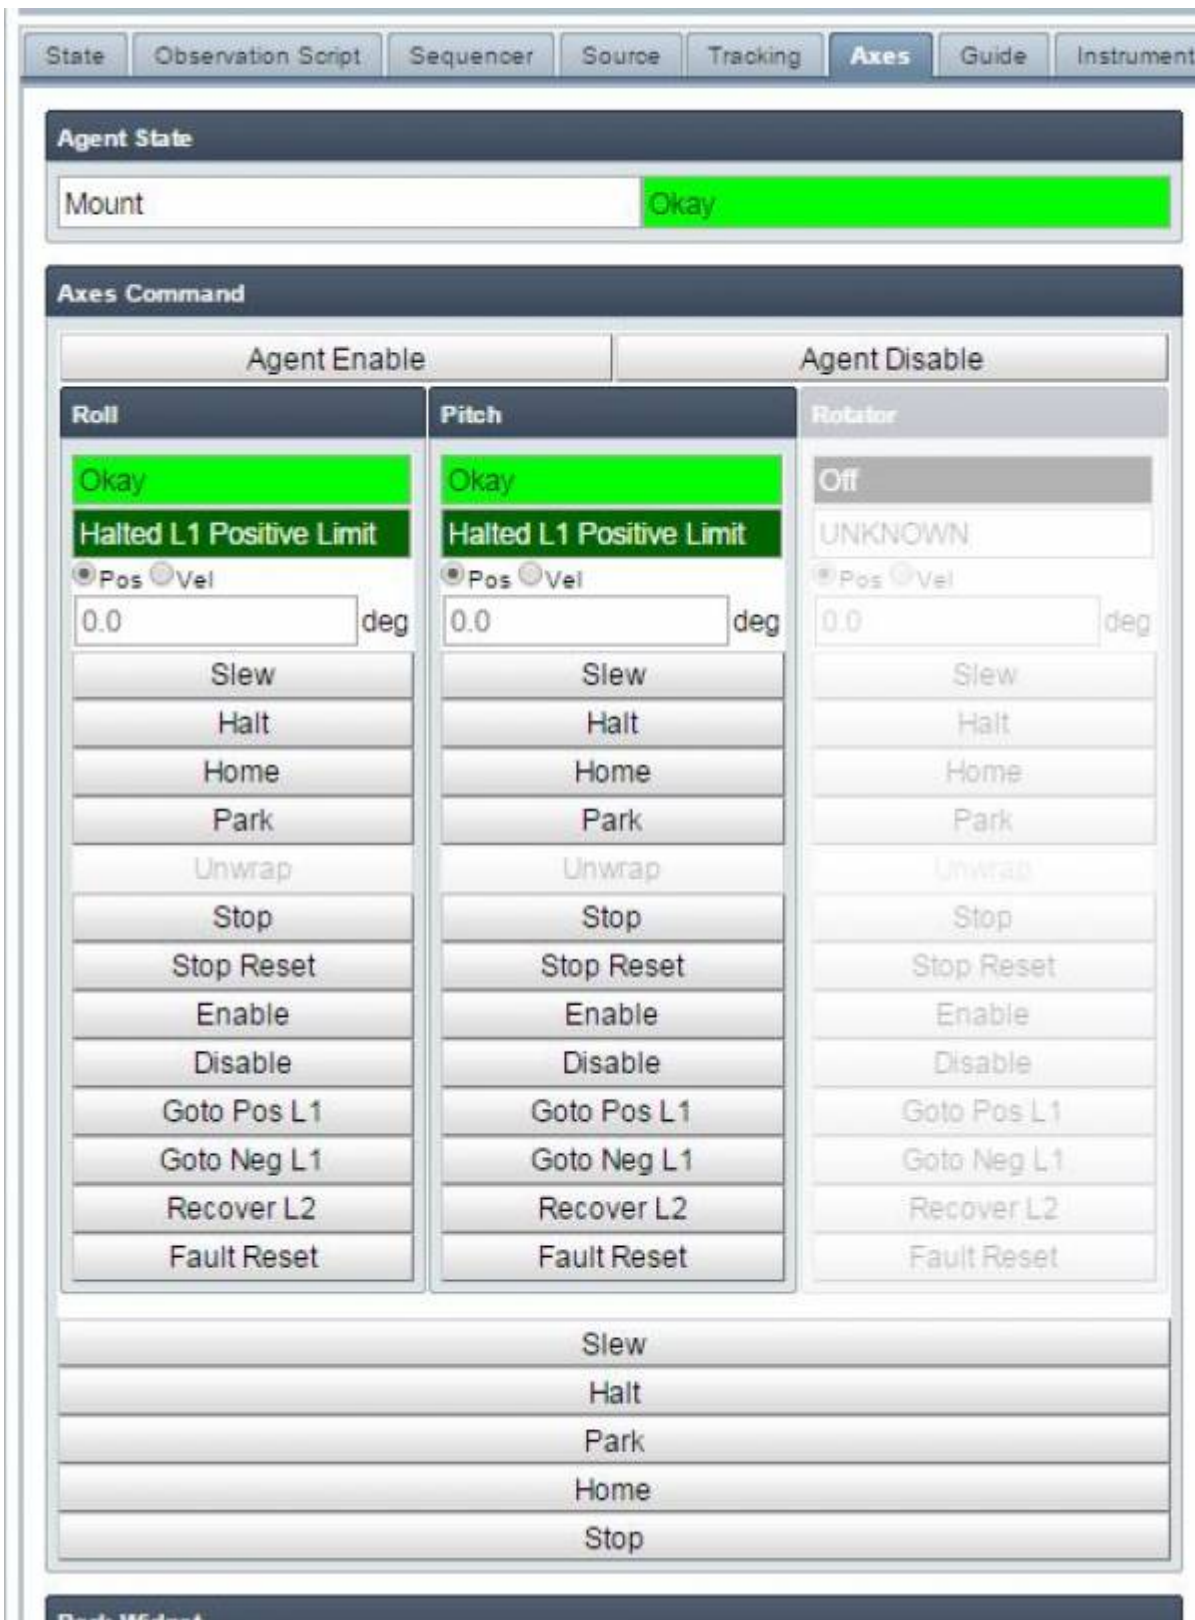 State Observation Script Sequencer Source Tracking Axes Guide Instrument
Agent State
Mount Okay
Axes Command
Agent Enable Agent Disable
Roll Pitch Rotator
Okay Okay Off
Halted L1 Positive Limit Halted L1 Positive Limit UNKNOWN
Pos Vel Pos Vel Pos Vel
0.0 deg 0.0 deg 0.0 deg
Slew Slew Slew
Halt Halt Halt
Home Home Home
Park Park Park
Unwrap Unwrap Unwrap
Stop Stop Stop
Stop Reset Stop Reset Stop Reset
Enable Enable Enable
Disable Disable Disable
Goto Pos L1 Goto Pos L1 Goto Pos L1
Goto Neg L1 Goto Neg L1 Goto Neg L1
Recover L2 Recover L2 Recover L2
Fault Reset Fault Reset Fault Reset
Slew
Halt
Park
Home
Stop
Park Widget